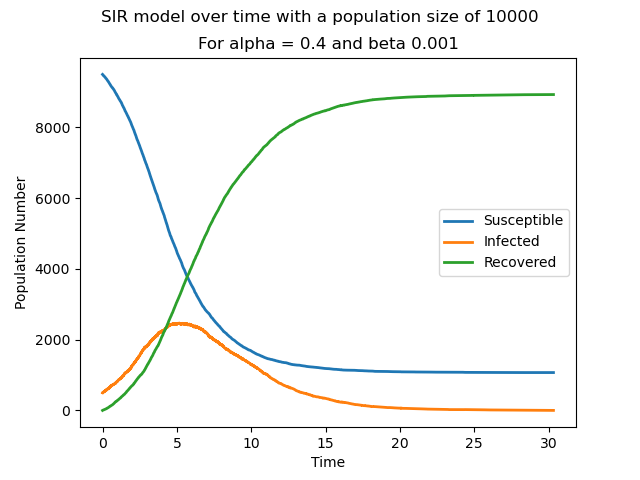 SIR model over time with a population size of 10000
For alpha = 0.4 and beta 0.001
Population Number
8000
6000
4000
2000
0
Susceptible
Infected
Recovered
0 5 10 15 20 25 30
Time